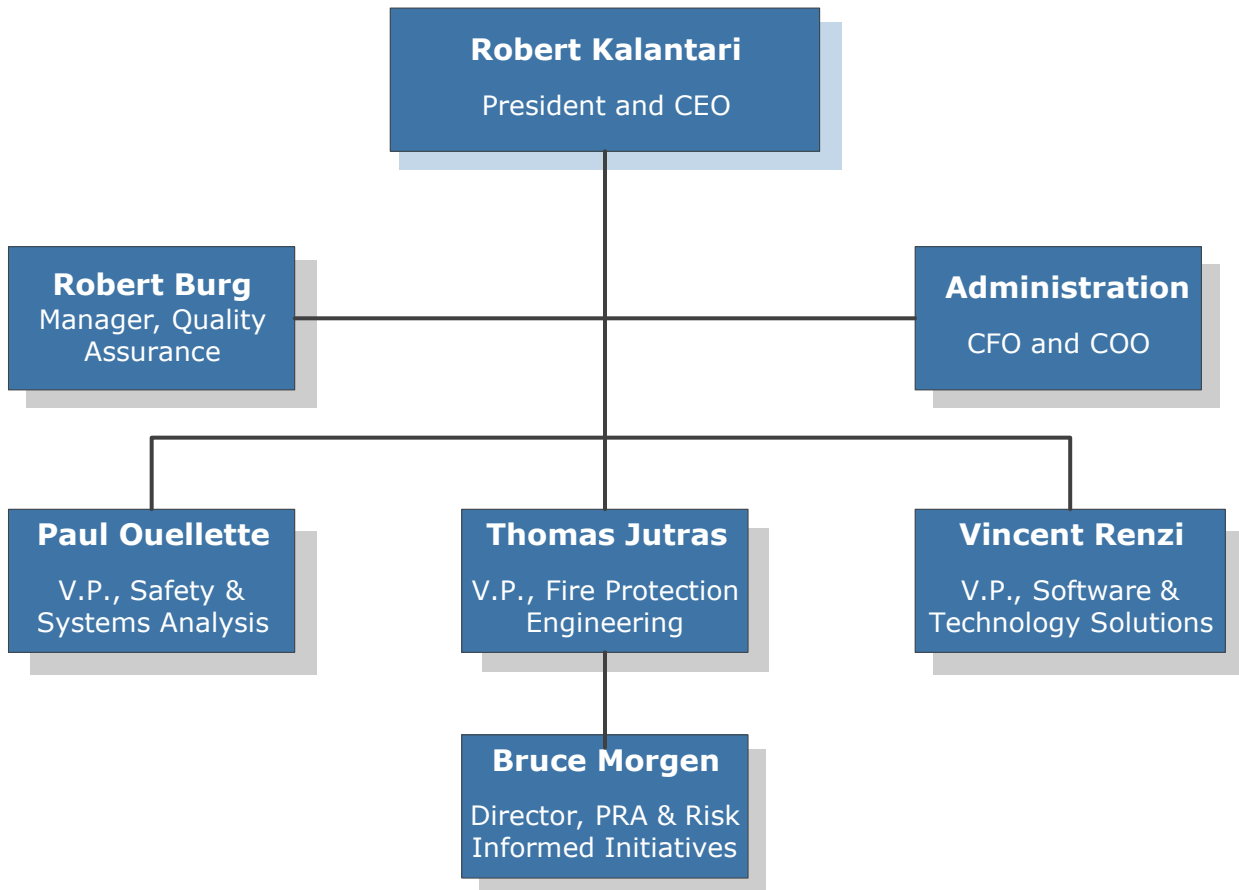 Robert Kalantari
President and CEO
Robert Burg
Manager, Quality
Assurance
Administration
CFO and COO
Paul Ouellette
V.P., Safety &
Systems Analysis
Thomas Jutras
V.P., Fire Protection
Engineering
Vincent Renzi
V.P., Software &
Technology Solutions
Bruce Morgen
Director, PRA & Risk
Informed Initiatives